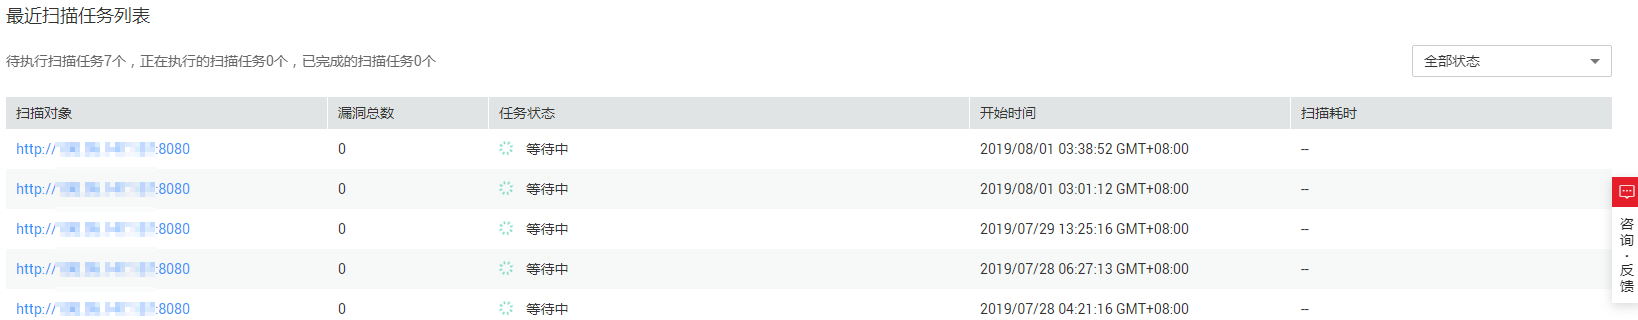 最近扫描任务列表
待执行扫描任务7个，正在执行的扫描任务0个，已完成的扫描任务0个
全部状态
扫描对象 漏洞总数 任务状态 开始时间 扫描耗时
http:// :8080 0 等待中 2019/08/01 03:38:52 GMT+08:00 --
http:// :8080 0 等待中 2019/08/01 03:01:12 GMT+08:00 --
http:// :8080 0 等待中 2019/07/29 13:25:16 GMT+08:00 --
http:// :8080 0 等待中 2019/07/28 06:27:13 GMT+08:00 --
http:// :8080 0 等待中 2019/07/28 04:21:16 GMT+08:00 --
咨询·反馈